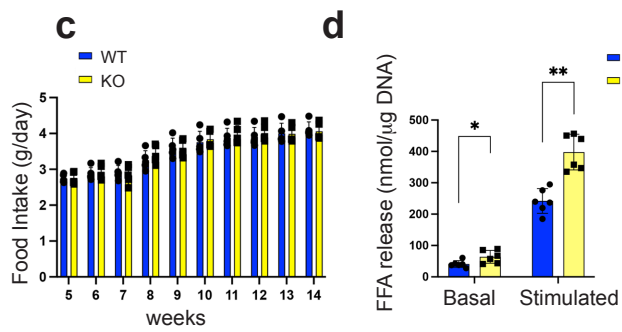 c
WT
KO
Food Intake (g/day)
5
4
3
2
1
0
5 6 7 8 9 10 11 12 13 14
weeks
d
FFA release (nmol/µg DNA)
500
400
300
200
100
0
*
**
Basal Stimulated